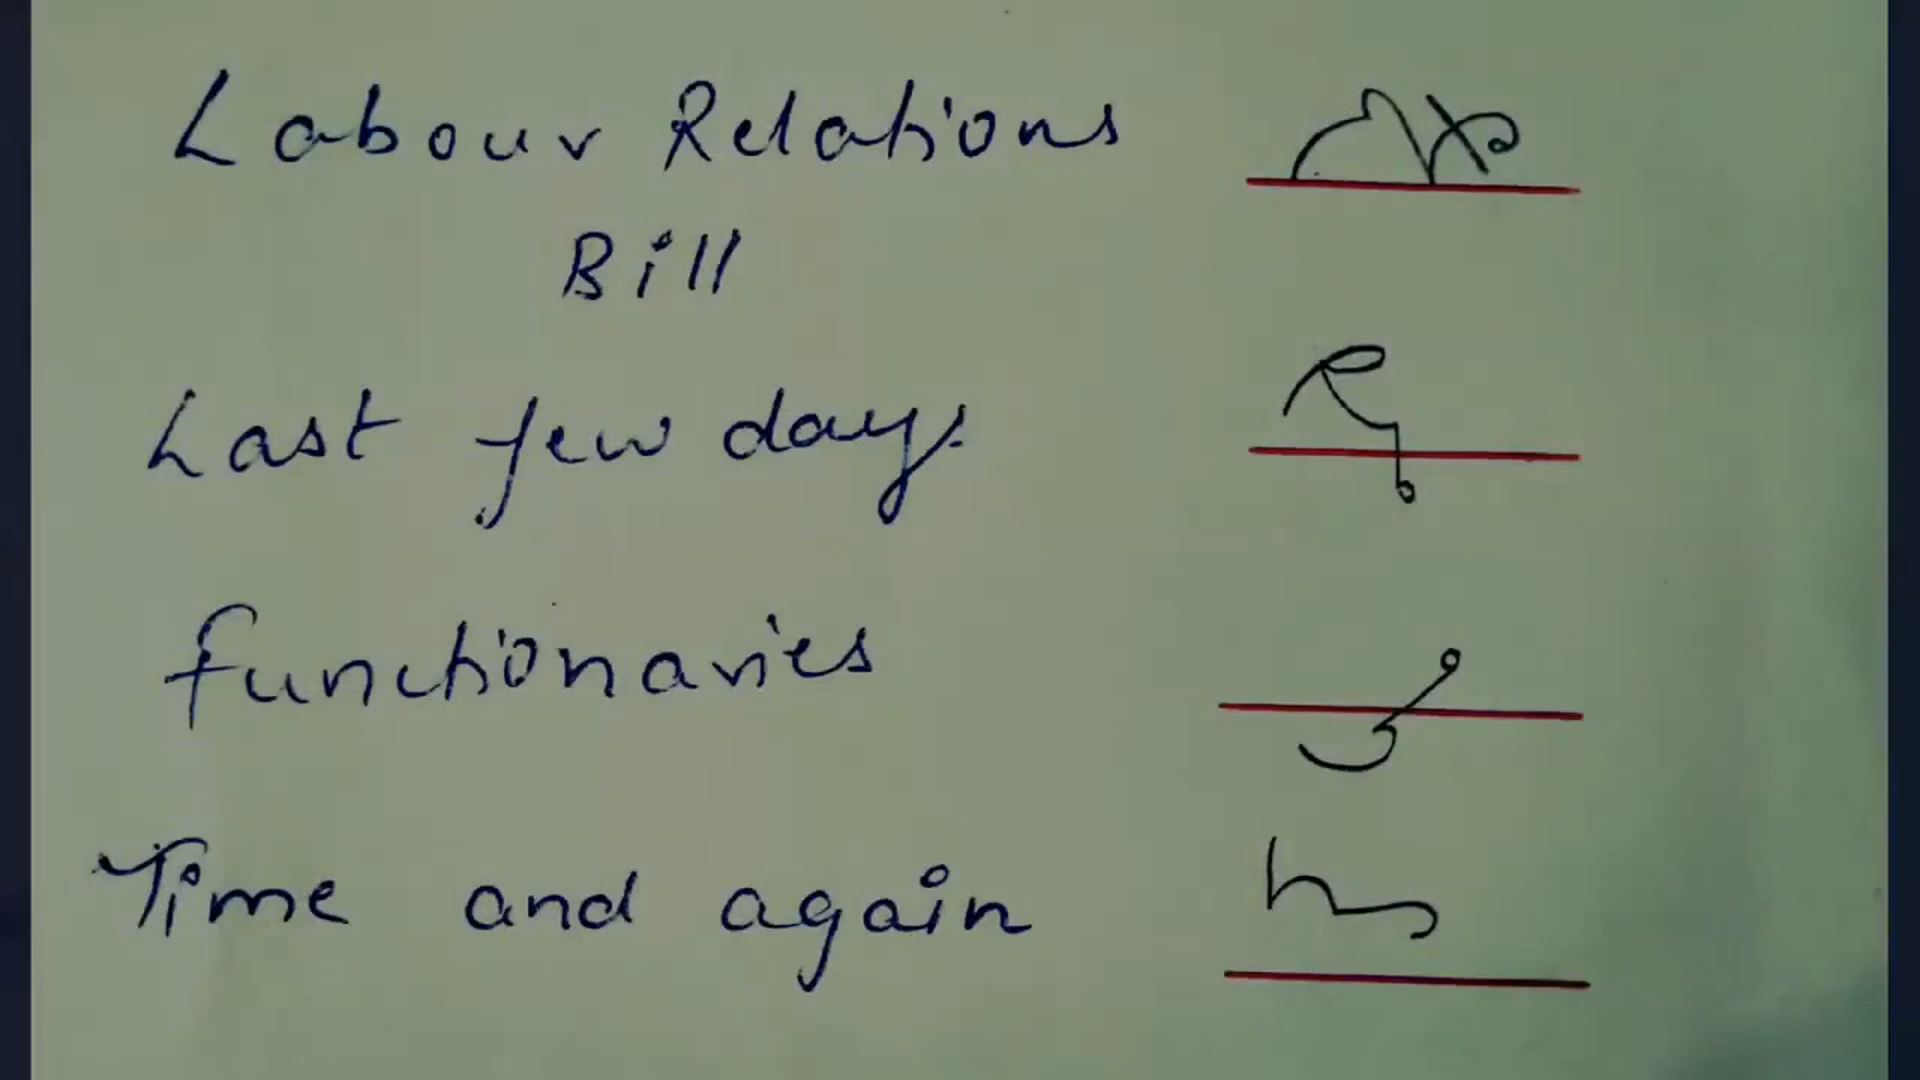 Labour Relations
Bill
Last few days
functionaries
Time and again